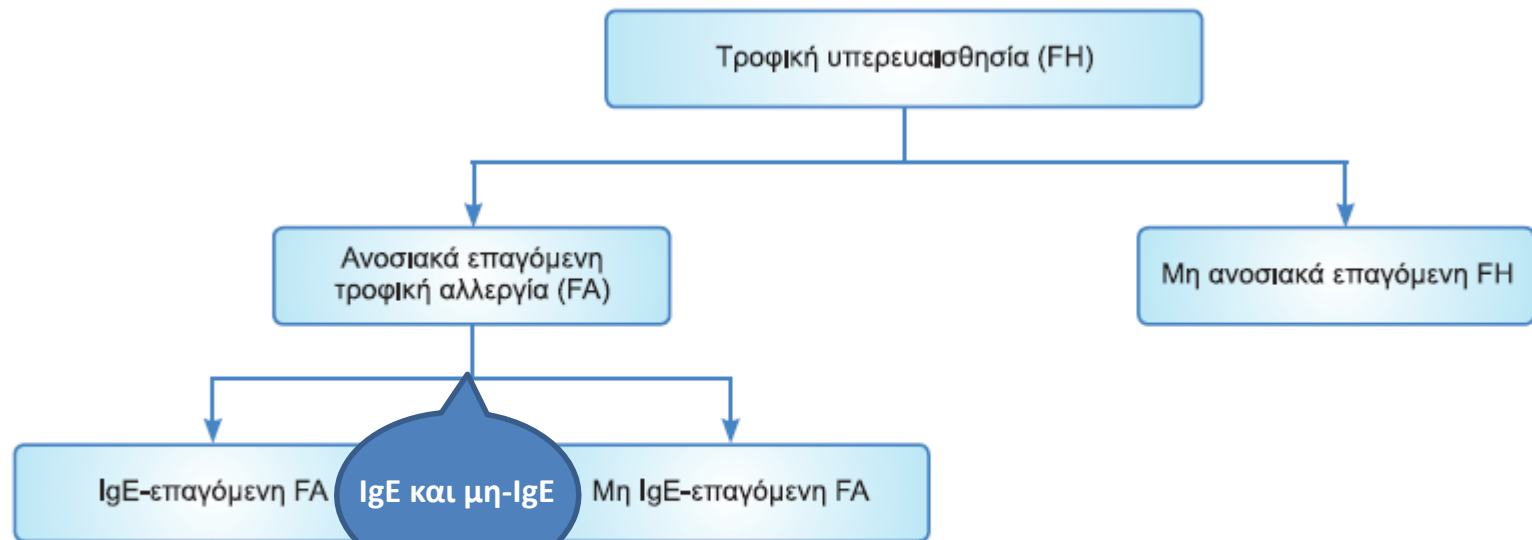 Τροφική υπερευαισθησία (FH)
Ανοσιακά επαγόμενη
τροφική αλλεργία (FA)
Μη ανοσιακά επαγόμενη FH
IgE-επαγόμενη FA
IgE και μη-IgE
Μη IgE-επαγόμενη FA